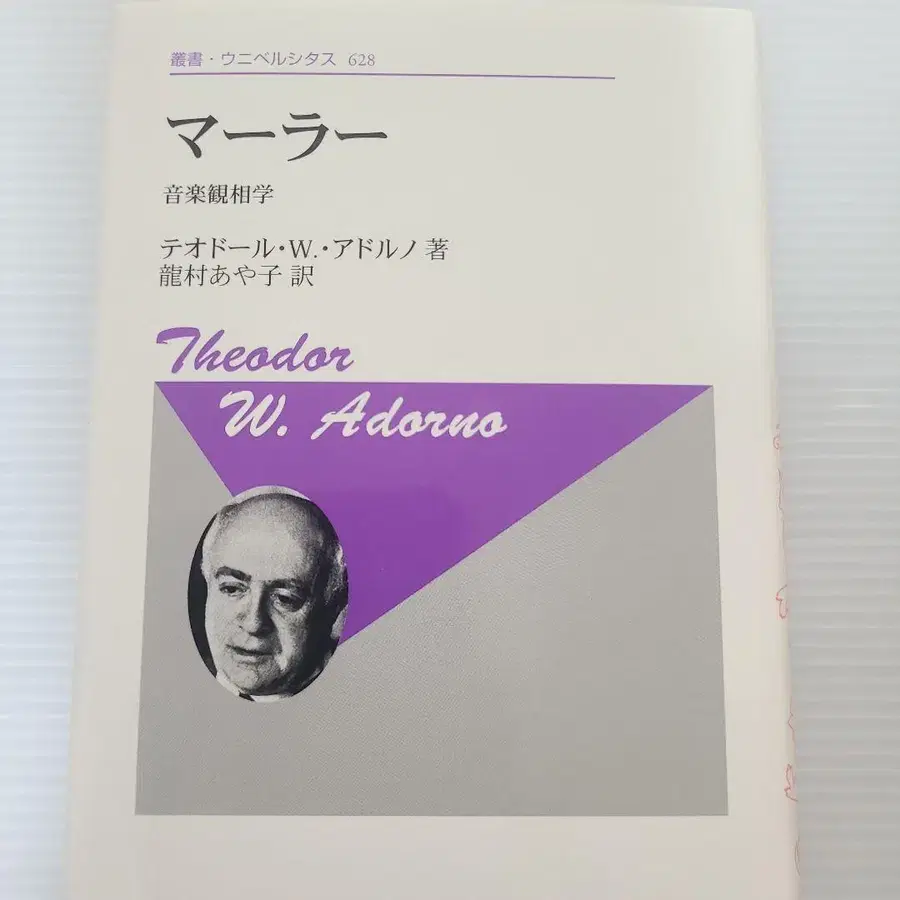 叢書・ウニベルシタス 628
マーラー
音楽観相学
テオドール・W.・アドルノ 著
龍村あや子 訳
Theodor
W. Adorno